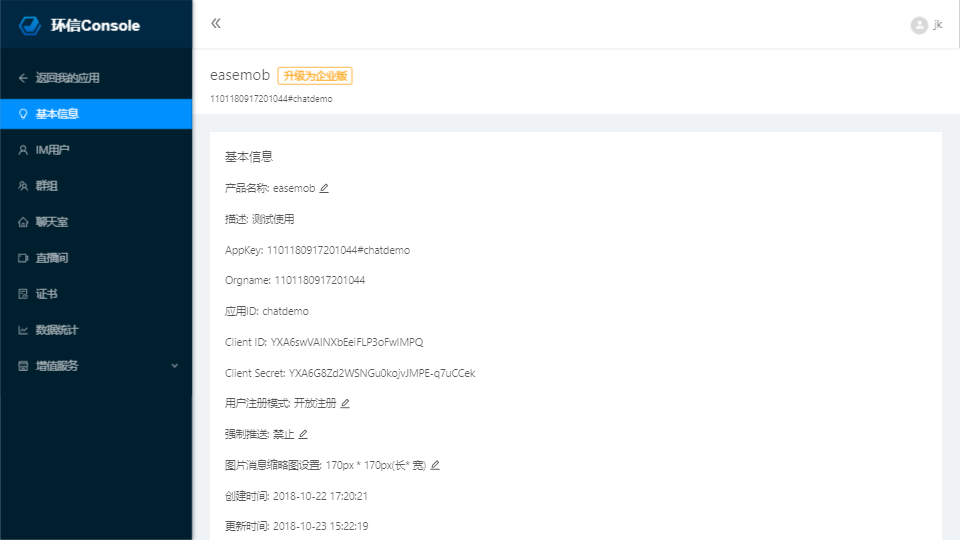 环信Console
jk
返回我的应用
基本信息
IM用户
群组
聊天室
直播间
证书
数据统计
增值服务
easemob 升级为企业版
1101180917201044#chatdemo
基本信息
产品名称: easemob
描述: 测试使用
AppKey: 1101180917201044#chatdemo
Orgname: 1101180917201044
应用ID: chatdemo
Client ID: YXA6swVAINXbEeiFLP3oFwIMPQ
Client Secret: YXA6G8Zd2WSNGu0kojvJMPE-q7uCCek
用户注册模式: 开放注册
强制推送: 禁止
图片消息缩略图设置: 170px * 170px(长* 宽)
创建时间: 2018-10-22 17:20:21
更新时间: 2018-10-23 15:22:19